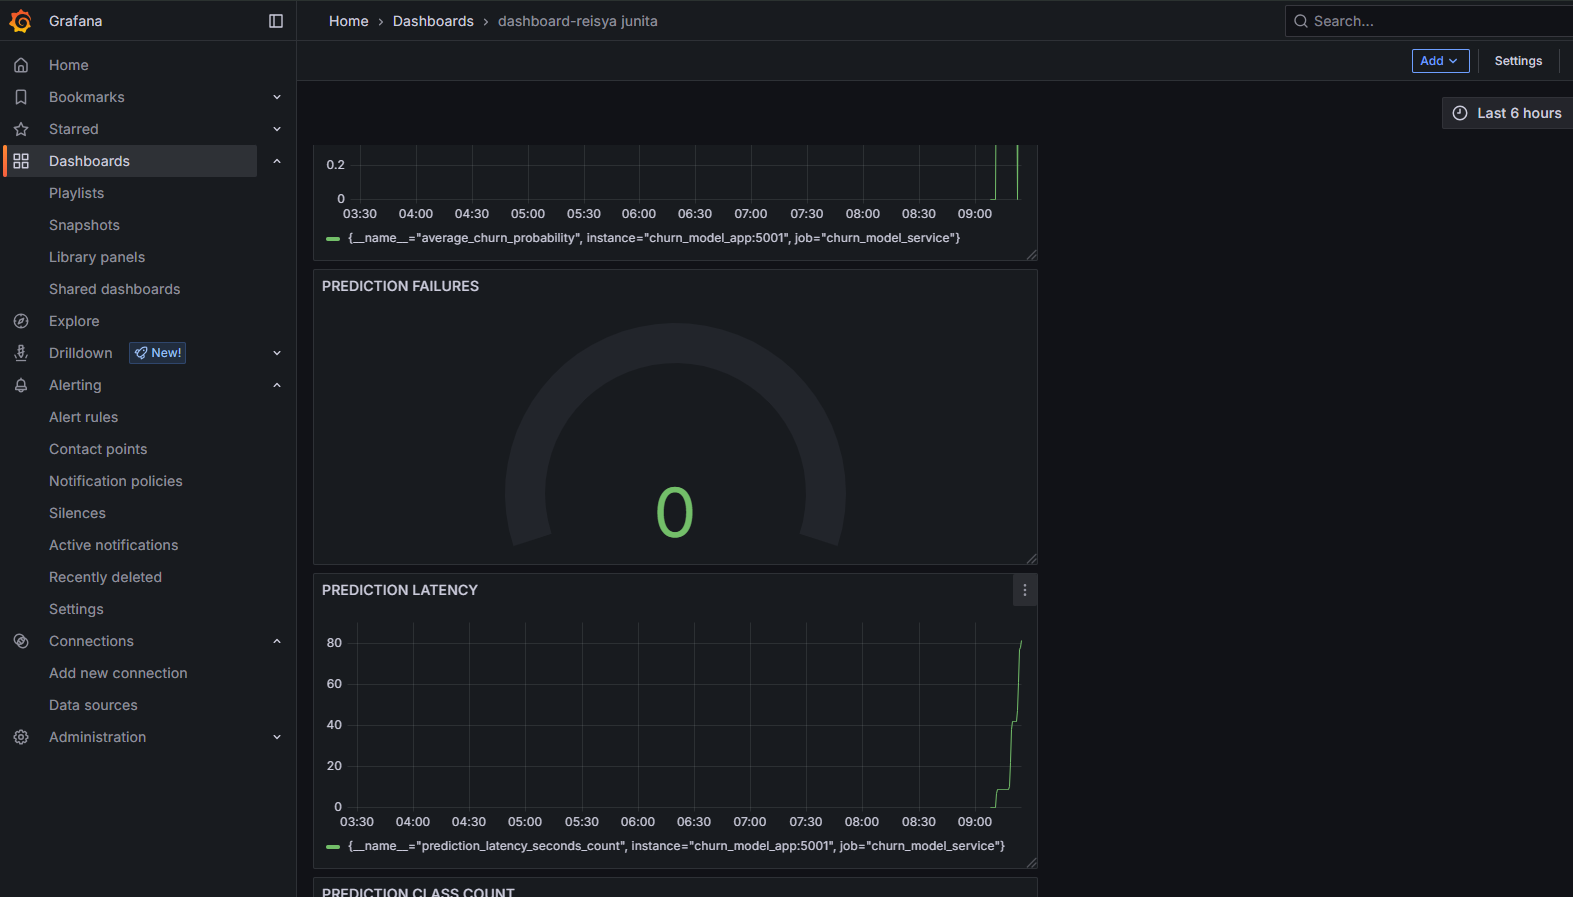 Grafana
Home › Dashboards › dashboard-reisya junita
Search...
Home
Bookmarks
Starred
Dashboards
Playlists
Snapshots
Library panels
Shared dashboards
Explore
Drilldown New!
Alerting
Alert rules
Contact points
Notification policies
Silences
Active notifications
Recently deleted
Settings
Connections
Add new connection
Data sources
Administration
Add
Settings
Last 6 hours
0.2
0
03:30 04:00 04:30 05:00 05:30 06:00 06:30 07:00 07:30 08:00 08:30 09:00
{__name__="average_churn_probability", instance="churn_model_app:5001", job="churn_model_service"}
PREDICTION FAILURES
0
PREDICTION LATENCY
80
60
40
20
0
03:30 04:00 04:30 05:00 05:30 06:00 06:30 07:00 07:30 08:00 08:30 09:00
{__name__="prediction_latency_seconds_count", instance="churn_model_app:5001", job="churn_model_service"}
PREDICTION CLASS COUNT